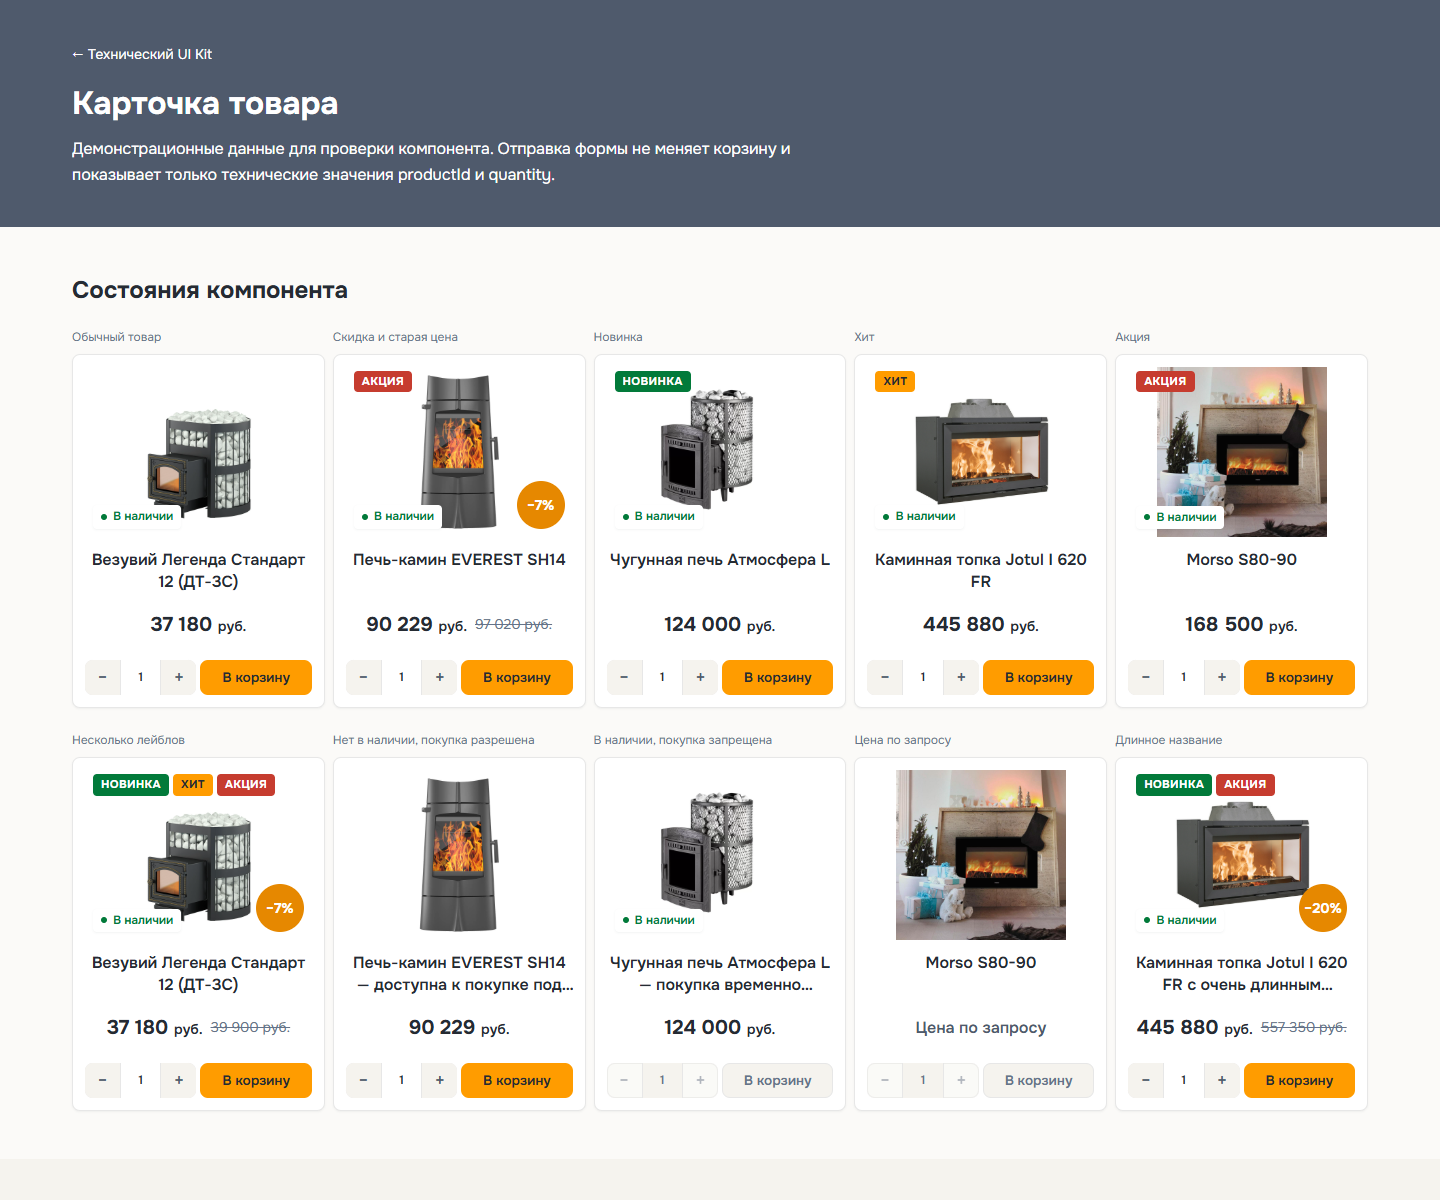 ← Технический UI Kit
Карточка товара
Демонстрационные данные для проверки компонента. Отправка формы не меняет корзину и
показывает только технические значения productId и quantity.
Состояния компонента
Обычный товар
В наличии
Везувий Легенда Стандарт
12 (ДТ-3С)
37 180 руб.
− 1 + В корзину
Скидка и старая цена
АКЦИЯ
−7%
В наличии
Печь-камин EVEREST SH14
90 229 руб. 97 020 руб.
− 1 + В корзину
Новинка
НОВИНКА
В наличии
Чугунная печь Атмосфера L
124 000 руб.
− 1 + В корзину
Хит
ХИТ
В наличии
Каминная топка Jotul I 620
FR
445 880 руб.
− 1 + В корзину
Акция
АКЦИЯ
В наличии
Morso S80-90
168 500 руб.
− 1 + В корзину
Несколько лейблов
НОВИНКА ХИТ АКЦИЯ
−7%
В наличии
Везувий Легенда Стандарт
12 (ДТ-3С)
37 180 руб. 39 900 руб.
− 1 + В корзину
Нет в наличии, покупка разрешена
Печь-камин EVEREST SH14
— доступна к покупке под...
90 229 руб.
− 1 + В корзину
В наличии, покупка запрещена
В наличии
Чугунная печь Атмосфера L
— покупка временно...
124 000 руб.
− 1 + В корзину
Цена по запросу
Morso S80-90
Цена по запросу
− 1 + В корзину
Длинное название
НОВИНКА АКЦИЯ
−20%
В наличии
Каминная топка Jotul I 620
FR с очень длинным...
445 880 руб. 557 350 руб.
− 1 + В корзину